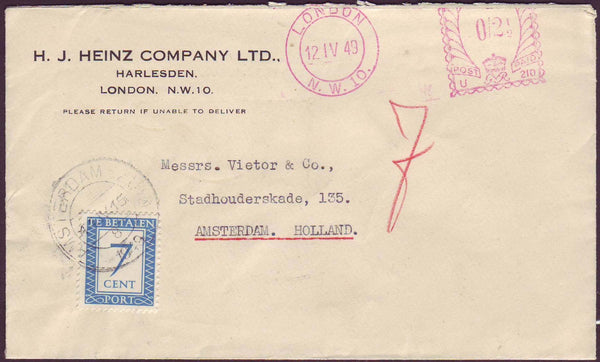 H. J. HEINZ COMPANY LTD.,
HARLESDEN,
LONDON. N.W.10.
PLEASE RETURN IF UNABLE TO DELIVER
LONDON
12 IV 49
N.W.10.
0/2½
POST PAID
U 210
7
Messrs. Vietor & Co.,
Stadhouderskade, 135.
AMSTERDAM. HOLLAND.
AMSTERDAM
TE BETALEN
7
CENT
PORT